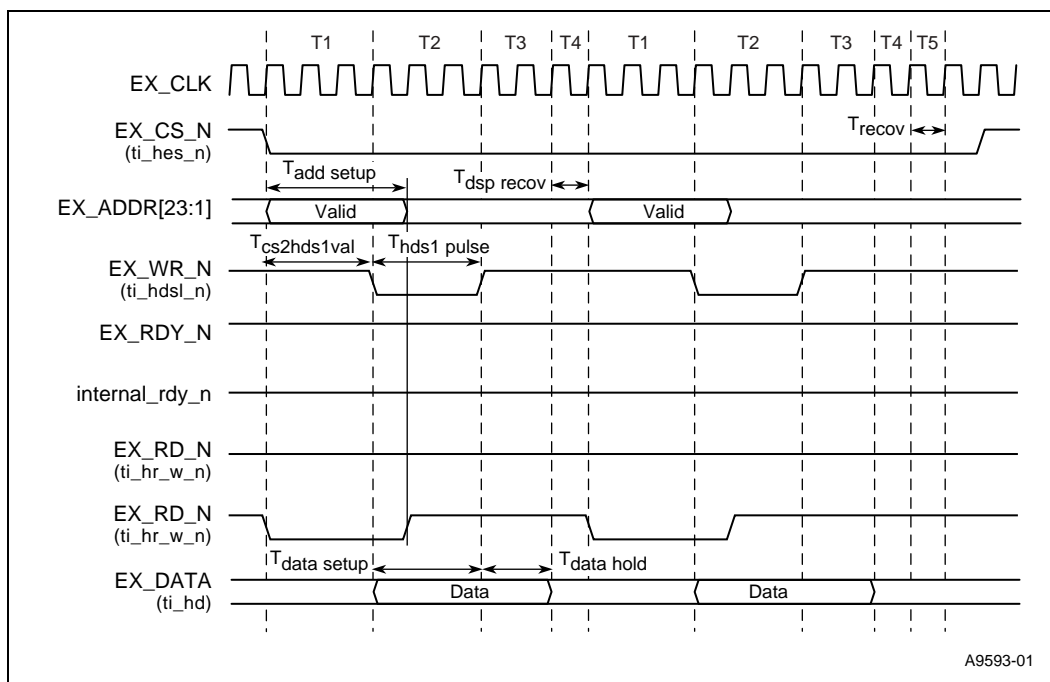 T1 T2 T3 T4 T1 T2 T3 T4 T5
EX_CLK
EX_CS_N
(ti_hes_n)
Trecov
Tadd setup
Tdsp recov
EX_ADDR[23:1]
Valid Valid
Tcs2hds1val Thds1 pulse
EX_WR_N
(ti_hdsl_n)
EX_RDY_N
internal_rdy_n
EX_RD_N
(ti_hr_w_n)
EX_RD_N
(ti_hr_w_n)
Tdata setup Tdata hold
EX_DATA
(ti_hd)
Data Data
A9593-01